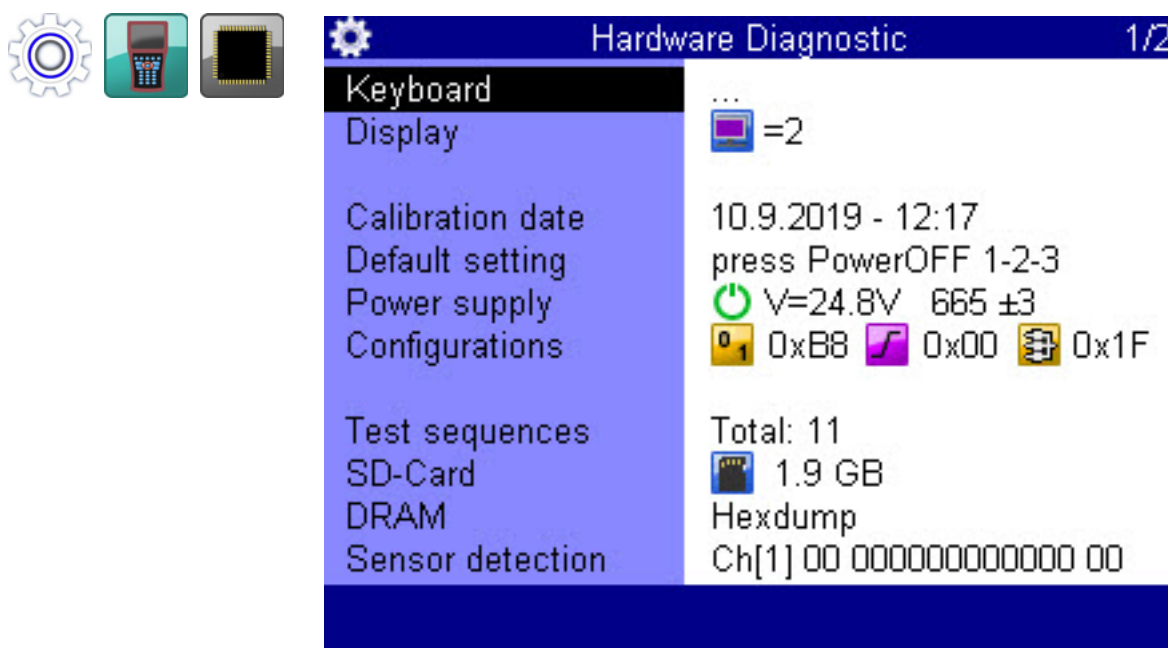 Hardware Diagnostic 1/2
Keyboard ...
Display =2
Calibration date 10.9.2019 - 12:17
Default setting press PowerOFF 1-2-3
Power supply V=24.8V 665 ±3
Configurations 0 1 0xB8 0x00 0x1F
Test sequences Total: 11
SD-Card 1.9 GB
DRAM Hexdump
Sensor detection Ch[1] 00 000000000000 00